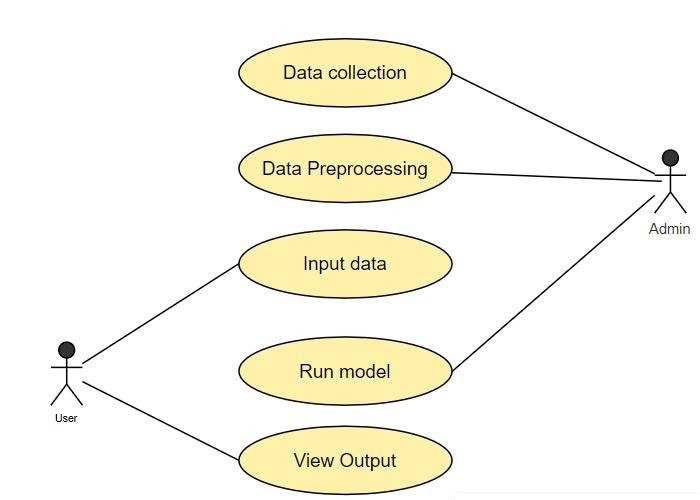 Data collection
Data Preprocessing
Admin
Input data
Run model
User
View Output